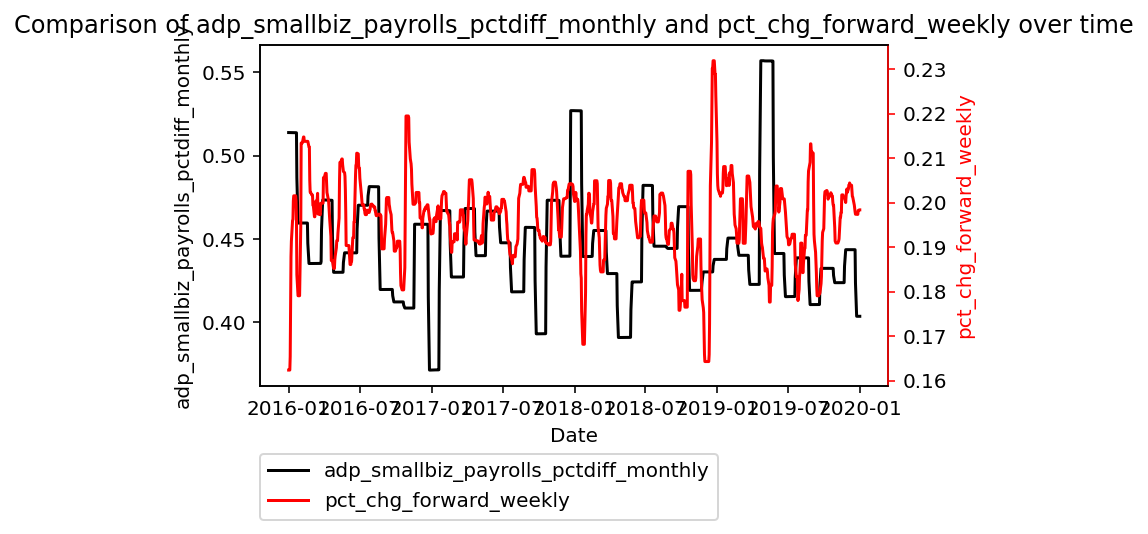 Comparison of adp_smallbiz_payrolls_pctdiff_monthly and pct_chg_forward_weekly over time
adp_smallbiz_payrolls_pctdiff_monthly
0.55
0.50
0.45
0.40
0.23
0.22
0.21
0.20
0.19
0.18
0.17
0.16
pct_chg_forward_weekly
2016-01 2016-07 2017-01 2017-07 2018-01 2018-07 2019-01 2019-07 2020-01
Date
adp_smallbiz_payrolls_pctdiff_monthly
pct_chg_forward_weekly